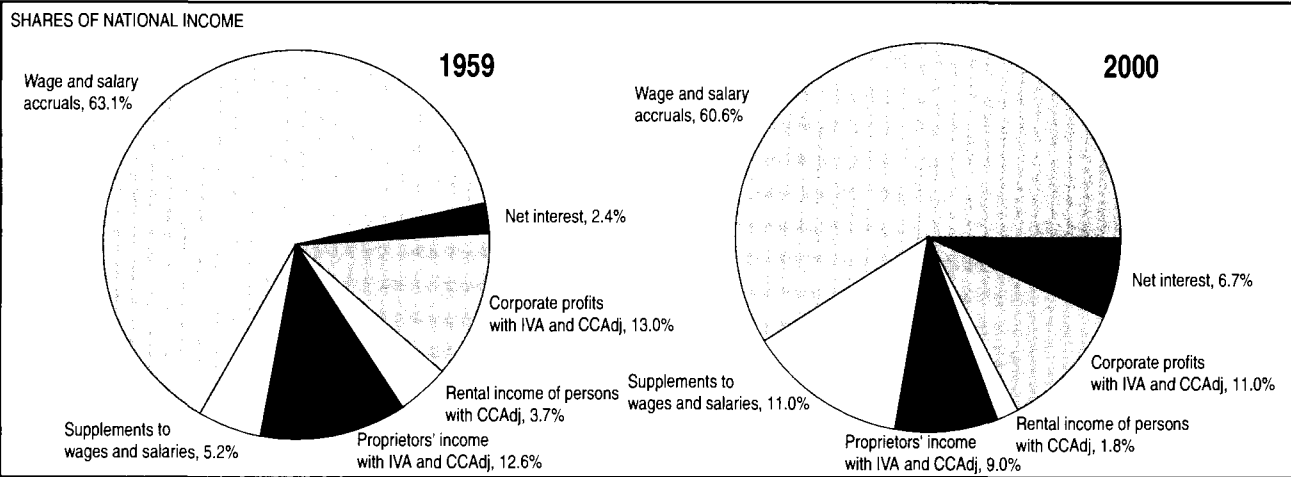 SHARES OF NATIONAL INCOME
1959
Wage and salary
accruals, 63.1%
Net interest, 2.4%
Corporate profits
with IVA and CCAdj, 13.0%
Rental income of persons
with CCAdj, 3.7%
Proprietors' income
with IVA and CCAdj, 12.6%
Supplements to
wages and salaries, 5.2%
2000
Wage and salary
accruals, 60.6%
Net interest, 6.7%
Corporate profits
with IVA and CCAdj, 11.0%
Rental income of persons
with CCAdj, 1.8%
Proprietors' income
with IVA and CCAdj, 9.0%
Supplements to
wages and salaries, 11.0%